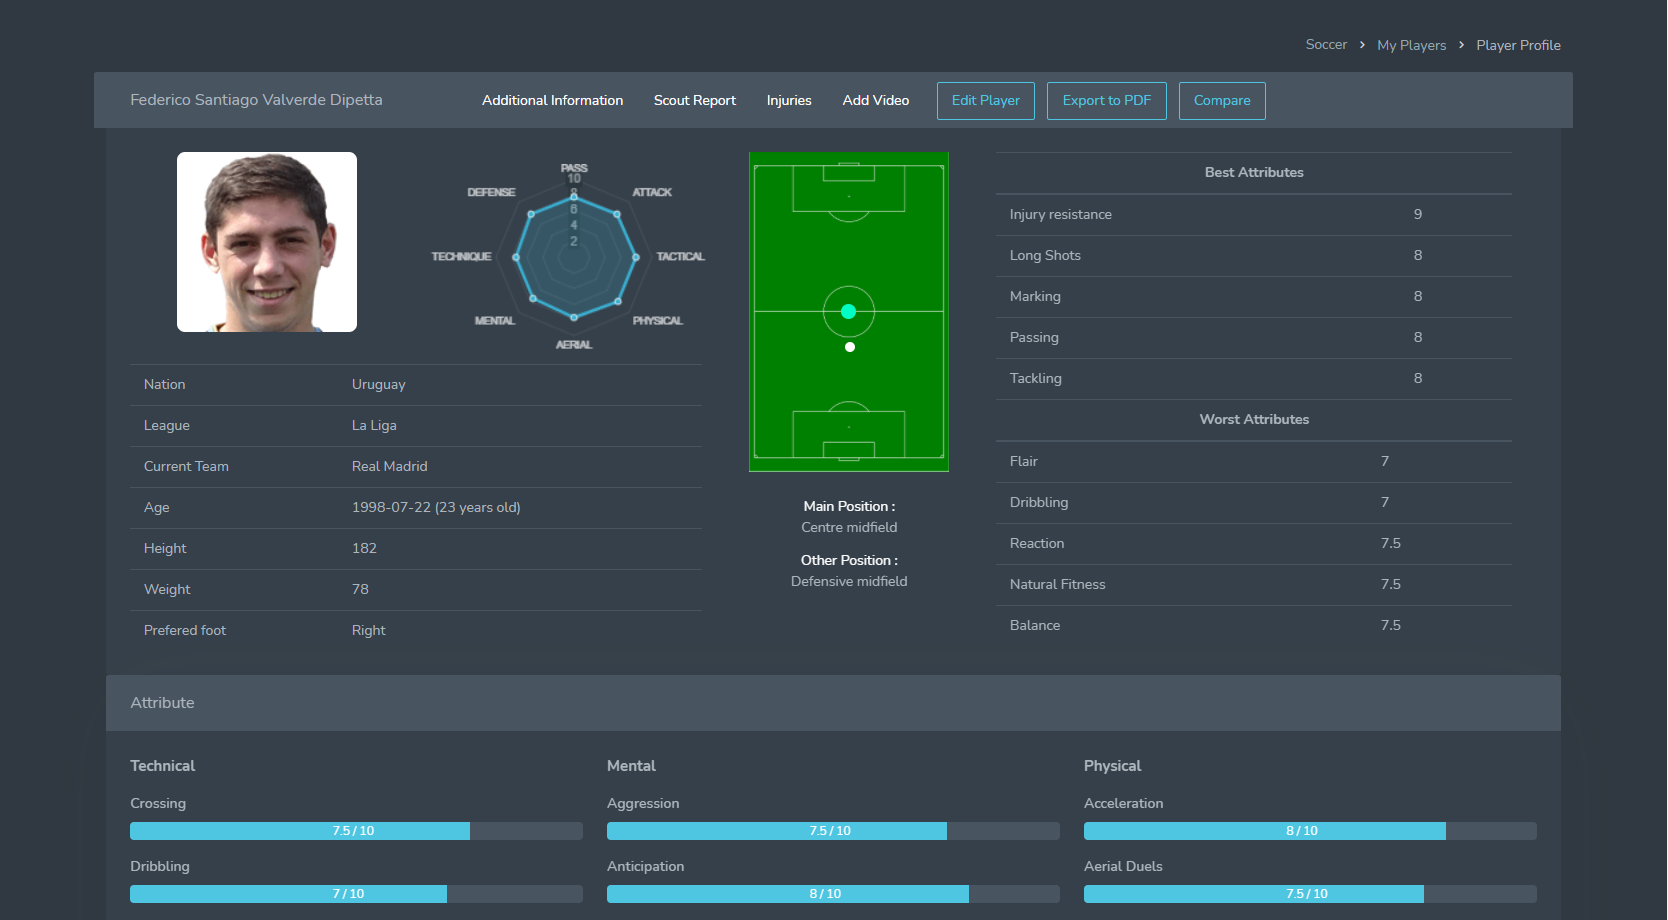 Soccer > My Players > Player Profile
Federico Santiago Valverde Dipetta
Additional Information
Scout Report
Injuries
Add Video
Edit Player
Export to PDF
Compare
PASS
ATTACK
TACTICAL
PHYSICAL
AERIAL
MENTAL
TECHNIQUE
DEFENSE
10
8
6
4
2
Nation Uruguay
League La Liga
Current Team Real Madrid
Age 1998-07-22 (23 years old)
Height 182
Weight 78
Prefered foot Right
Main Position :
Centre midfield
Other Position :
Defensive midfield
Best Attributes
Injury resistance 9
Long Shots 8
Marking 8
Passing 8
Tackling 8
Worst Attributes
Flair 7
Dribbling 7
Reaction 7.5
Natural Fitness 7.5
Balance 7.5
Attribute
Technical
Crossing
7.5 / 10
Dribbling
7 / 10
Mental
Aggression
7.5 / 10
Anticipation
8 / 10
Physical
Acceleration
8 / 10
Aerial Duels
7.5 / 10